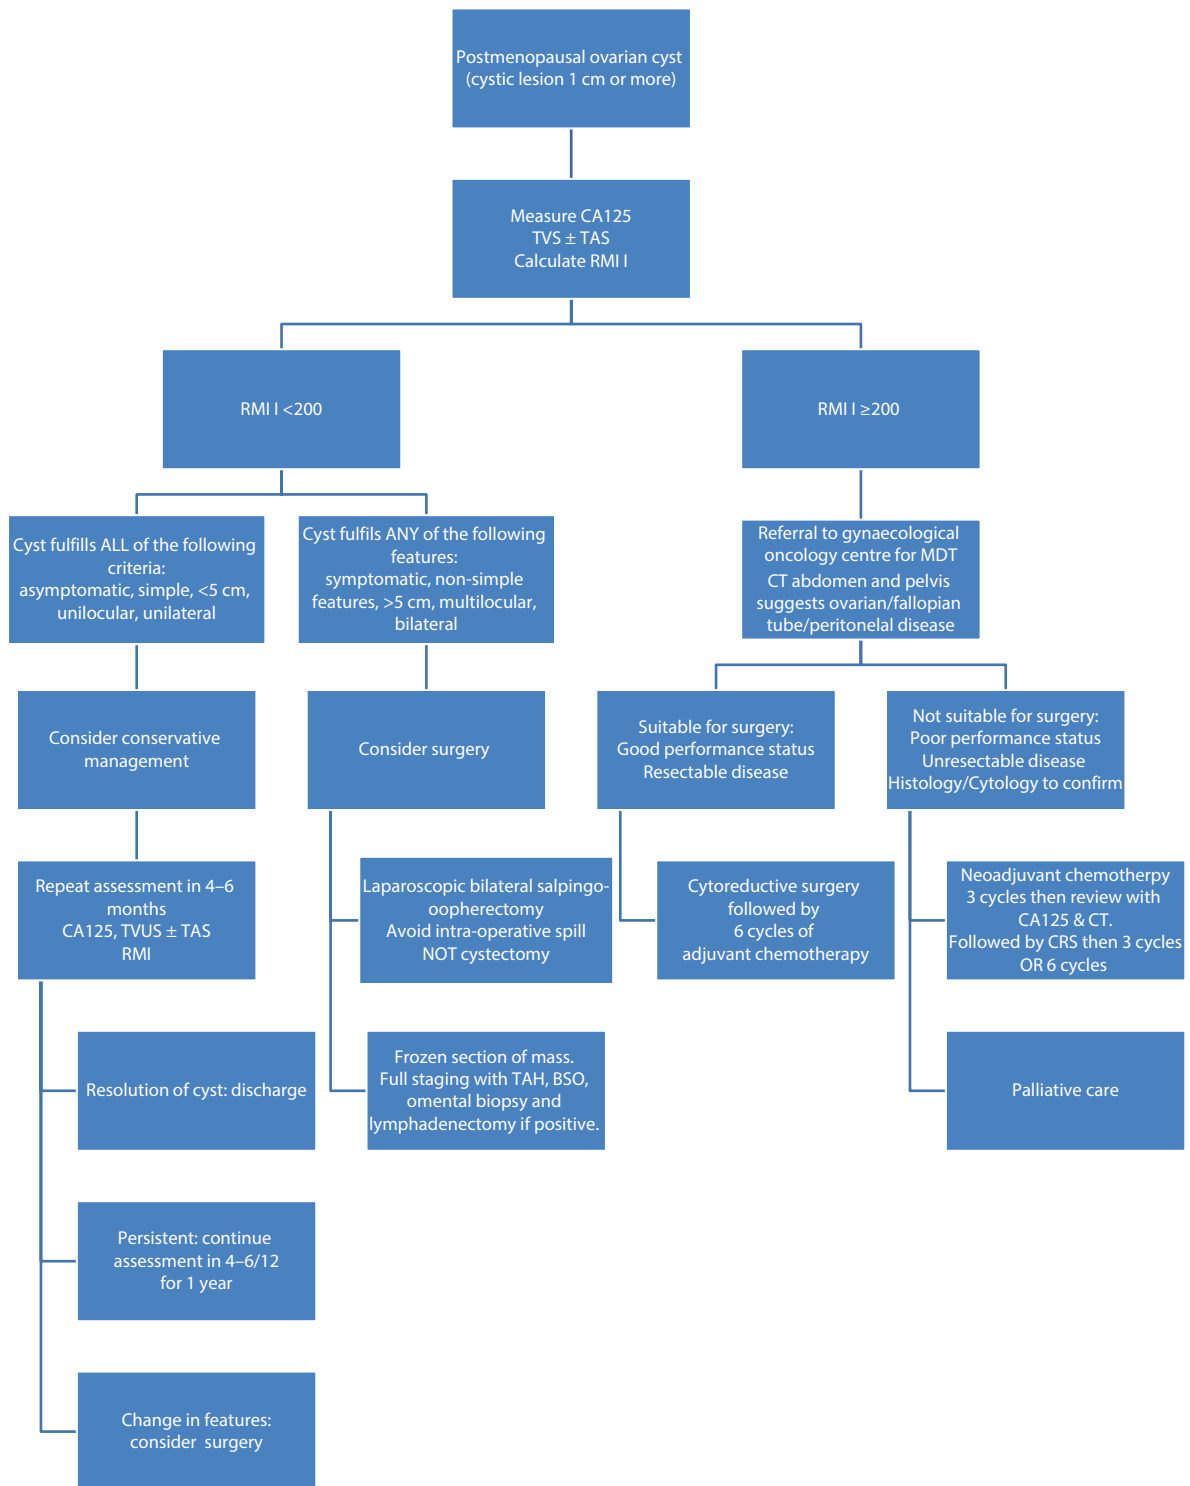 Postmenopausal ovarian cyst
(cystic lesion 1 cm or more)
Measure CA125
TVS ± TAS
Calculate RMI I
RMI I <200
RMI I ≥200
Cyst fulfills ALL of the following
criteria:
asymptomatic, simple, <5 cm,
unilocular, unilateral
Cyst fulfils ANY of the following
features:
symptomatic, non-simple
features, >5 cm, multilocular,
bilateral
Referral to gynaecological
oncology centre for MDT
CT abdomen and pelvis
suggests ovarian/fallopian
tube/peritonelal disease
Consider conservative
management
Consider surgery
Suitable for surgery:
Good performance status
Resectable disease
Not suitable for surgery:
Poor performance status
Unresectable disease
Histology/Cytology to confirm
Repeat assessment in 4–6
months
CA125, TVUS ± TAS
RMI
Laparoscopic bilateral salpingo-
oopherectomy
Avoid intra-operative spill
NOT cystectomy
Cytoreductive surgery
followed by
6 cycles of
adjuvant chemotherapy
Neoadjuvant chemotherpy
3 cycles then review with
CA125 & CT.
Followed by CRS then 3 cycles
OR 6 cycles
Resolution of cyst: discharge
Frozen section of mass.
Full staging with TAH, BSO,
omental biopsy and
lymphadenectomy if positive.
Palliative care
Persistent: continue
assessment in 4–6/12
for 1 year
Change in features:
consider surgery